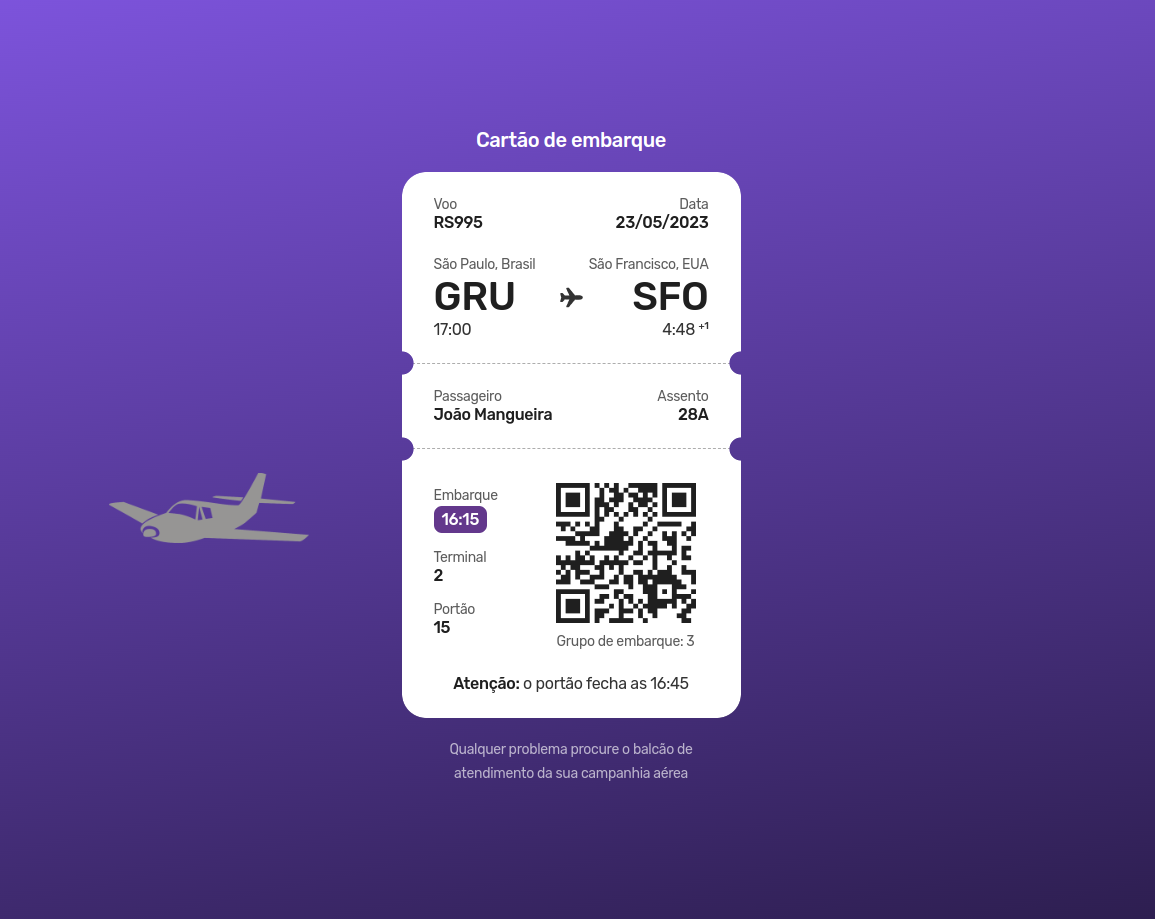 Cartão de embarque
Voo Data
RS995 23/05/2023
São Paulo, Brasil São Francisco, EUA
GRU SFO
17:00 4:48 +1
Passageiro Assento
João Mangueira 28A
Embarque
16:15
Terminal
2
Portão
15
Grupo de embarque: 3
Atenção: o portão fecha as 16:45
Qualquer problema procure o balcão de
atendimento da sua campanhia aérea